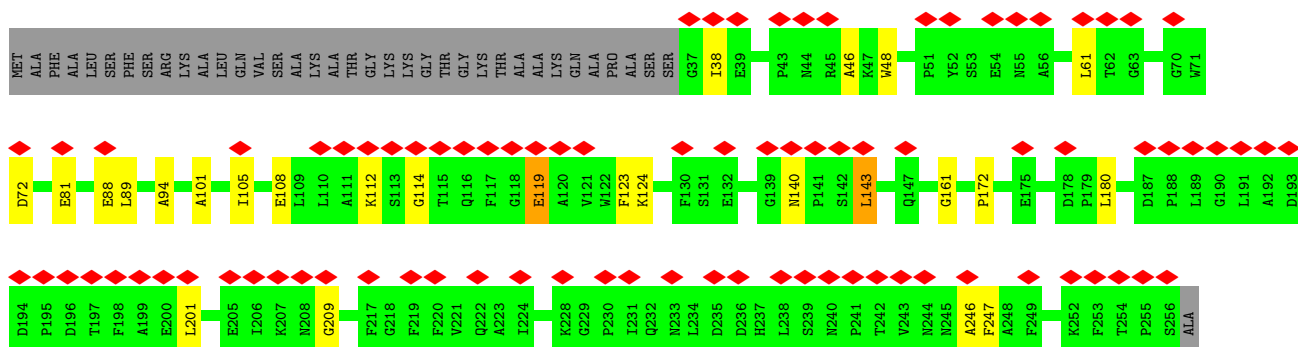 MET ALA PHE ALA LEU SER PHE SER ARG LYS ALA LEU GLN VAL SER ALA LYS ALA THR GLY LYS LYS GLY THR GLY LYS THR ALA ALA LYS GLN ALA PRO ALA SER SER G37 I38 E39 P43 N44 R45 A46 K47 W48 P51 Y52 S53 E54 N55 A56 L61 T62 G63 G70 W71
D72 E81 E88 L89 A94 A101 I105 E108 L109 L110 A111 K112 S113 G114 T115 Q116 F117 G118 E119 A120 V121 W122 F123 K124 F130 S131 E132 G139 N140 P141 S142 L143 Q147 G161 P172 E175 D178 P179 L180 D187 P188 L189 G190 L191 A192 D193
D194 P195 D196 T197 F198 A199 E200 L201 E205 I206 K207 N208 G209 F217 G218 F219 F220 V221 Q222 A223 I224 K228 G229 P230 I231 Q232 N233 L234 D235 D236 H237 L238 S239 N240 P241 T242 V243 N244 N245 A246 F247 A248 F249 K252 F253 T254 P255 S256 ALA